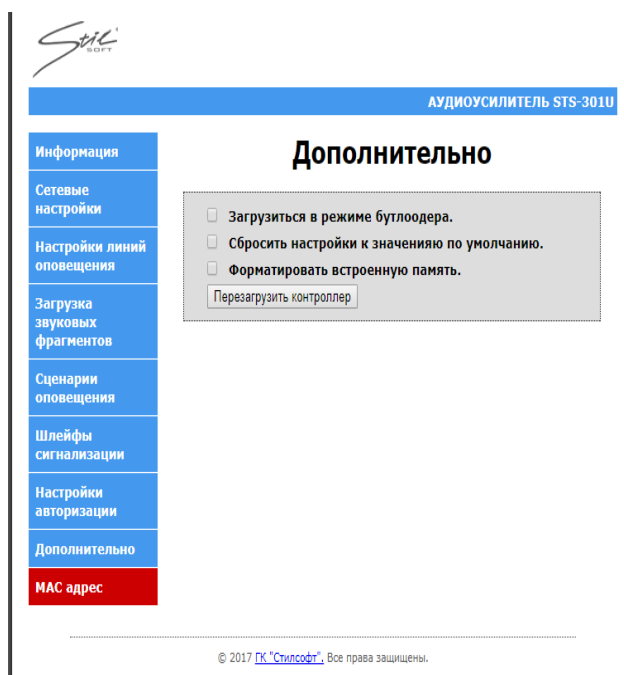 Stil
SOFT
АУДИОУСИЛИТЕЛЬ STS-301U
Информация
Сетевые
настройки
Настройки линий
оповещения
Загрузка
звуковых
фрагментов
Сценарии
оповещения
Шлейфы
сигнализации
Настройки
авторизации
Дополнительно
MAC адрес
Дополнительно
Загрузиться в режиме бутлоодера.
Сбросить настройки к значенияю по умолчанию.
Форматировать встроенную память.
Перезагрузить контроллер
© 2017 ГК "Стилсофт". Все права защищены.